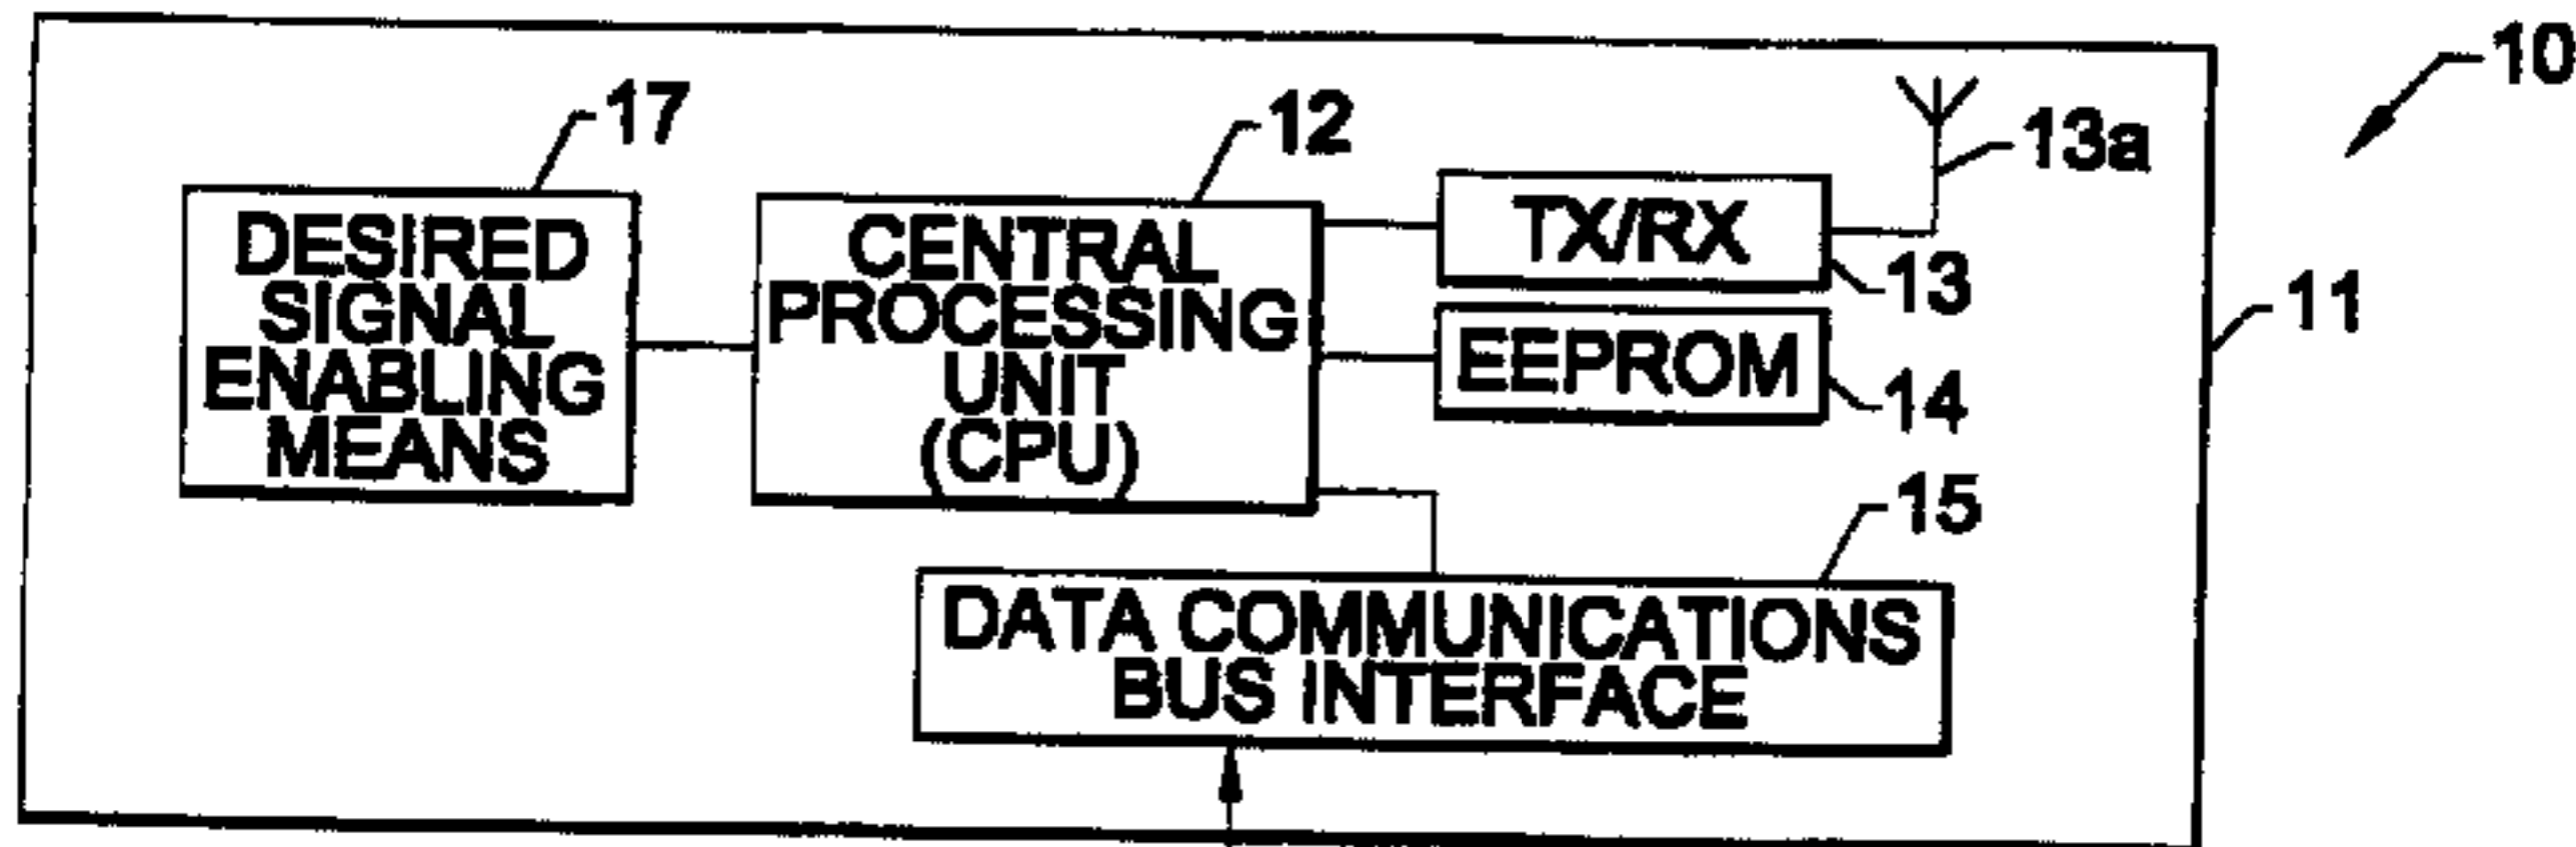 10
17
12
13a
DESIRED
SIGNAL
ENABLING
MEANS
CENTRAL
PROCESSING
UNIT
(CPU)
TX/RX
13
11
EEPROM
14
15
DATA COMMUNICATIONS
BUS INTERFACE